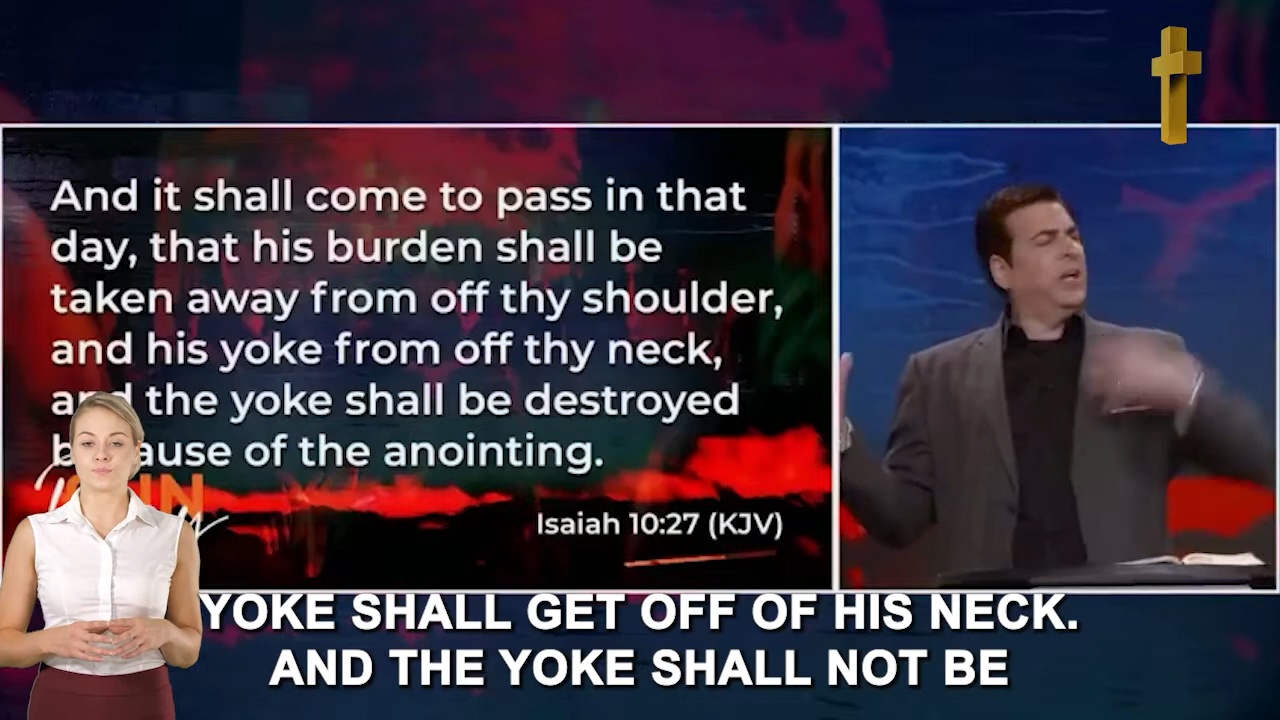 And it shall come to pass in that
day, that his burden shall be
taken away from off thy shoulder,
and his yoke from off thy neck,
and the yoke shall be destroyed
because of the anointing.
Isaiah 10:27 (KJV)
YOKE SHALL GET OFF OF HIS NECK.
AND THE YOKE SHALL NOT BE